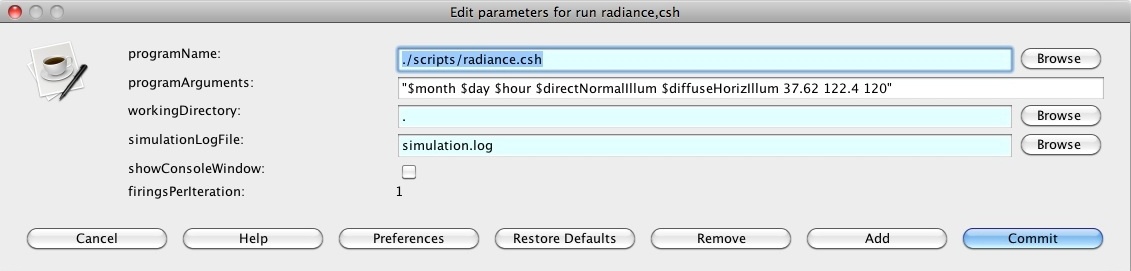 Edit parameters for run radiance,csh
programName: ./scripts/radiance.csh Browse
programArguments: "$month $day $hour $directNormalIllum $diffuseHorizIllum 37.62 122.4 120"
workingDirectory: . Browse
simulationLogFile: simulation.log Browse
showConsoleWindow:
firingsPerIteration: 1
Cancel Help Preferences Restore Defaults Remove Add Commit